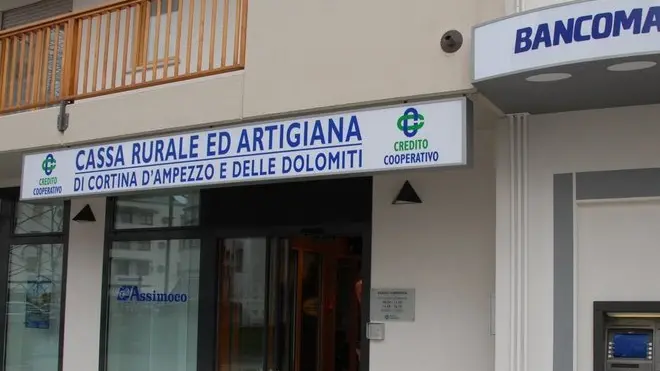 BANCOMA
CASSA RURALE ED ARTIGIANA
DI CORTINA D'AMPEZZO E DELLE DOLOMITI
CREDITO
COOPERATIVO
CREDITO
COOPERATIVO
Assimoco